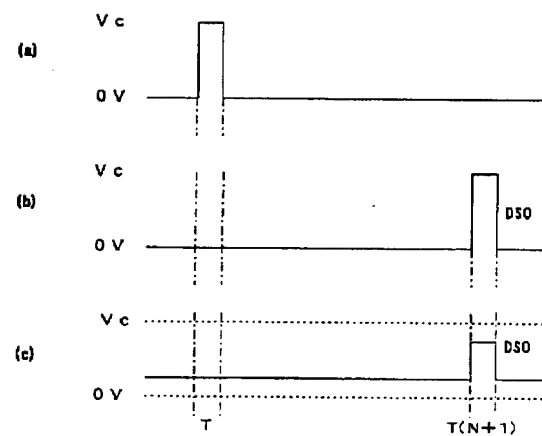 Vc
(a)
0 V
Vc
(b)
DSO
0 V
Vc
(c)
DSO
0 V
T
T(N+1)